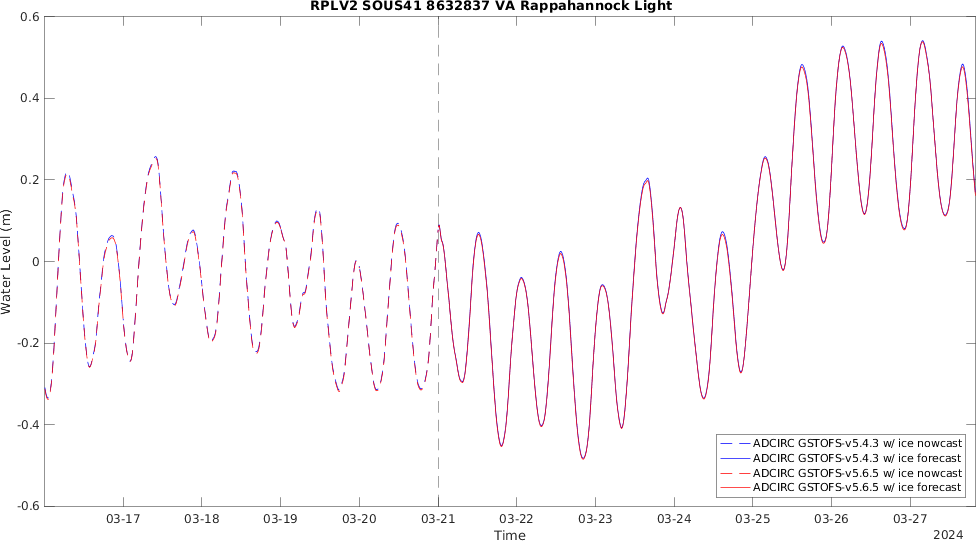 RPLV2 SOUS41 8632837 VA Rappahannock Light
0.6
0.4
0.2
0
-0.2
-0.4
-0.6
Water Level (m)
03-17 03-18 03-19 03-20 03-21 03-22 03-23 03-24 03-25 03-26 03-27
Time
2024
ADCIRC GSTOFS-v5.4.3 w/ ice nowcast
ADCIRC GSTOFS-v5.4.3 w/ ice forecast
ADCIRC GSTOFS-v5.6.5 w/ ice nowcast
ADCIRC GSTOFS-v5.6.5 w/ ice forecast